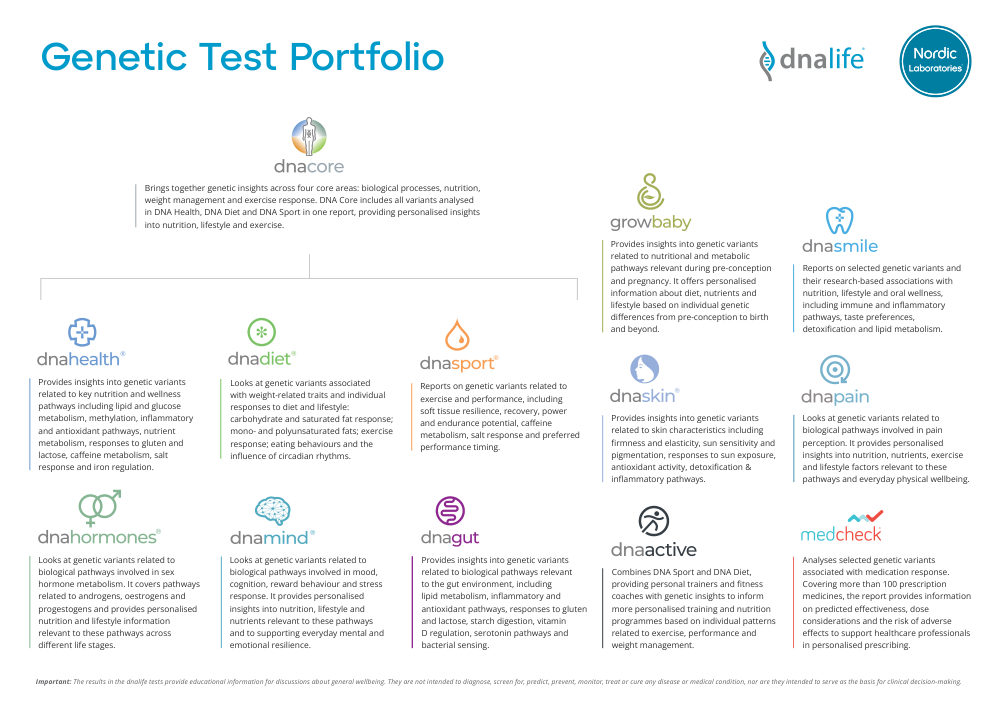 Genetic Test Portfolio
dnalife®
Nordic
Laboratories
dnacore
Brings together genetic insights across four core areas: biological processes, nutrition,
weight management and exercise response. DNA Core includes all variants analysed
in DNA Health, DNA Diet and DNA Sport in one report, providing personalised insights
into nutrition, lifestyle and exercise.
growbaby
Provides insights into genetic variants
related to nutritional and metabolic
pathways relevant during pre-conception
and pregnancy. It offers personalised
information about diet, nutrients and
lifestyle based on individual genetic
differences from pre-conception to birth
and beyond.
dnasmile
Reports on selected genetic variants and
their research-based associations with
nutrition, lifestyle and oral wellness,
including immune and inflammatory
pathways, taste preferences,
detoxification and lipid metabolism.
dnahealth®
Provides insights into genetic variants
related to key nutrition and wellness
pathways including lipid and glucose
metabolism, methylation, inflammatory
and antioxidant pathways, nutrient
metabolism, responses to gluten and
lactose, caffeine metabolism, salt
response and iron regulation.
dnadiet®
Looks at genetic variants associated
with weight-related traits and individual
responses to diet and lifestyle:
carbohydrate and saturated fat response;
mono- and polyunsaturated fats; exercise
response; eating behaviours and the
influence of circadian rhythms.
dnasport®
Reports on genetic variants related to
exercise and performance, including
soft tissue resilience, recovery, power
and endurance potential, caffeine
metabolism, salt response and preferred
performance timing.
dnaskin®
Provides insights into genetic variants
related to skin characteristics including
firmness and elasticity, sun sensitivity and
pigmentation, responses to sun exposure,
antioxidant activity, detoxification &
inflammatory pathways.
dnapain
Looks at genetic variants related to
biological pathways involved in pain
perception. It provides personalised
insights into nutrition, nutrients, exercise
and lifestyle factors relevant to these
pathways and everyday physical wellbeing.
dnahormones®
Looks at genetic variants related to
biological pathways involved in sex
hormone metabolism. It covers pathways
related to androgens, oestrogens and
progestogens and provides personalised
nutrition and lifestyle information
relevant to these pathways across
different life stages.
dnamind®
Looks at genetic variants related to
biological pathways involved in mood,
cognition, reward behaviour and stress
response. It provides personalised
insights into nutrition, lifestyle and
nutrients relevant to these pathways
and to supporting everyday mental and
emotional resilience.
dnagut
Provides insights into genetic variants
related to biological pathways relevant
to the gut environment, including
lipid metabolism, inflammatory and
antioxidant pathways, responses to gluten
and lactose, starch digestion, vitamin
D regulation, serotonin pathways and
bacterial sensing.
dnaactive
Combines DNA Sport and DNA Diet,
providing personal trainers and fitness
coaches with genetic insights to inform
more personalised training and nutrition
programmes based on individual patterns
related to exercise, performance and
weight management.
medcheck
Analyses selected genetic variants
associated with medication response.
Covering more than 100 prescription
medicines, the report provides information
on predicted effectiveness, dose
considerations and the risk of adverse
effects to support healthcare professionals
in personalised prescribing.
Important: The results in the dnalife tests provide educational information for discussions about general wellbeing. They are not intended to diagnose, screen for, predict, prevent, monitor, treat or cure any disease or medical condition, nor are they intended to serve as the basis for clinical decision-making.